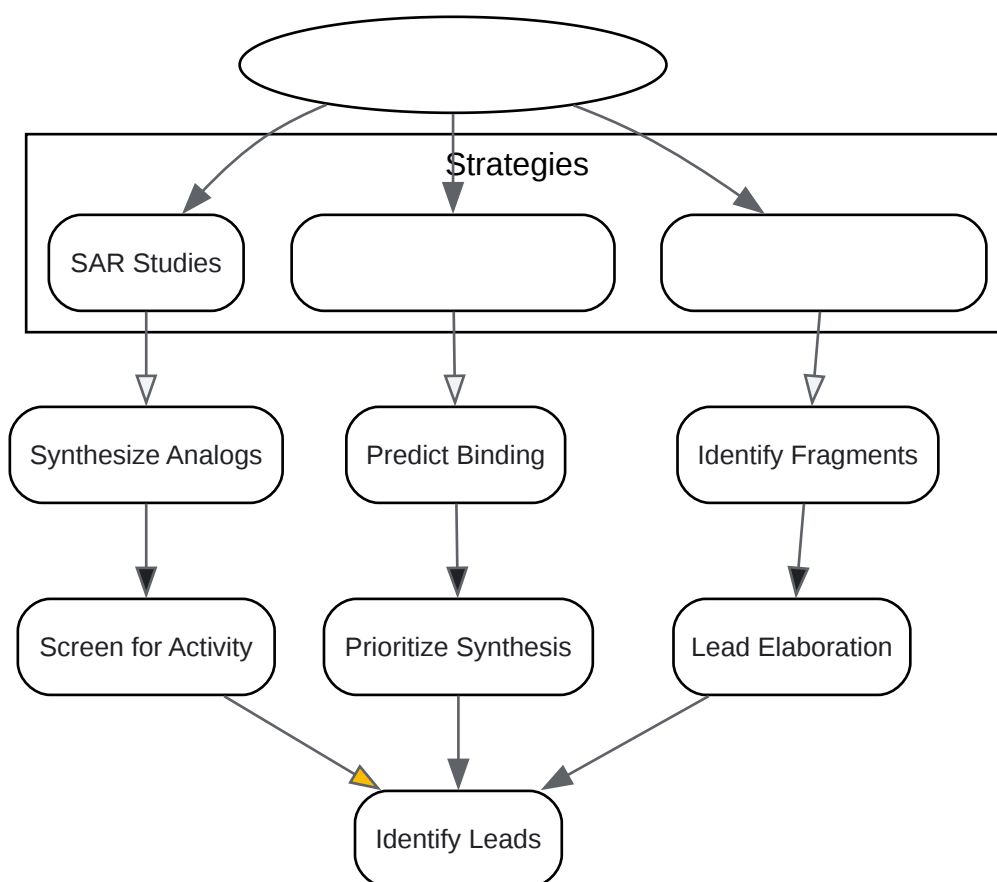 Strategies
SAR Studies
Synthesize Analogs
Predict Binding
Identify Fragments
Screen for Activity
Prioritize Synthesis
Lead Elaboration
Identify Leads